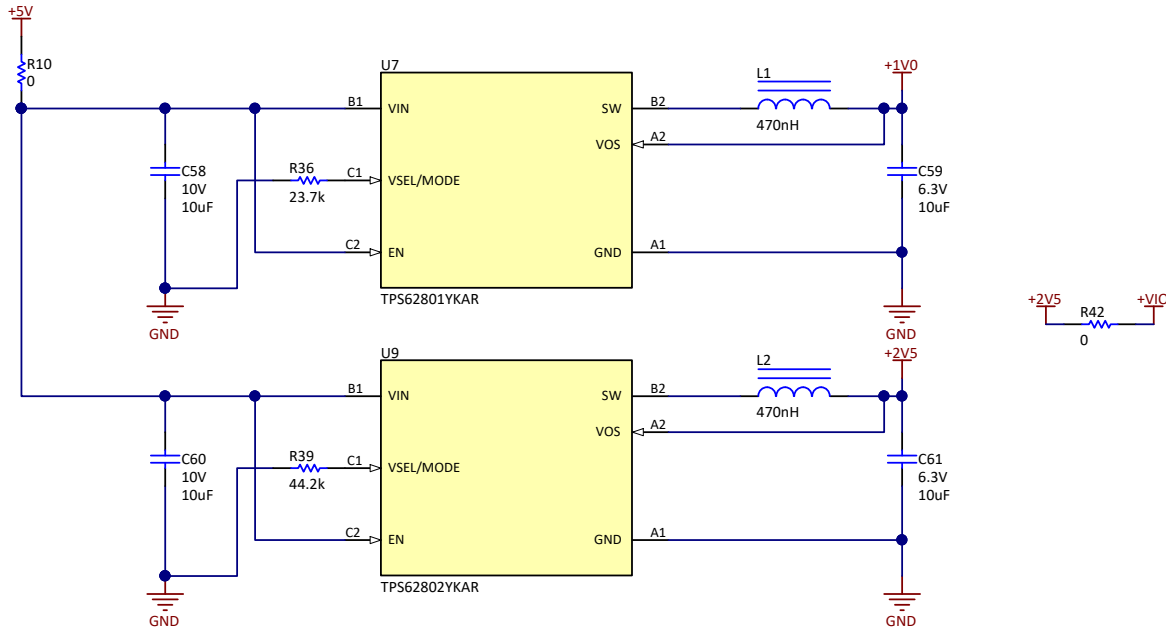 +5V
R10
0
U7
B1
VIN
SW
B2
L1
470nH
+1V0
VOS
A2
C58
10V
10uF
R36
23.7k
C1
VSEL/MODE
C59
6.3V
10uF
C2
EN
GND
A1
TPS62801YKAR
GND
GND
+2V5
R42
0
+VIO
U9
B1
VIN
SW
B2
L2
470nH
+2V5
VOS
A2
C60
10V
10uF
R39
44.2k
C1
VSEL/MODE
C61
6.3V
10uF
C2
EN
GND
A1
TPS62802YKAR
GND
GND